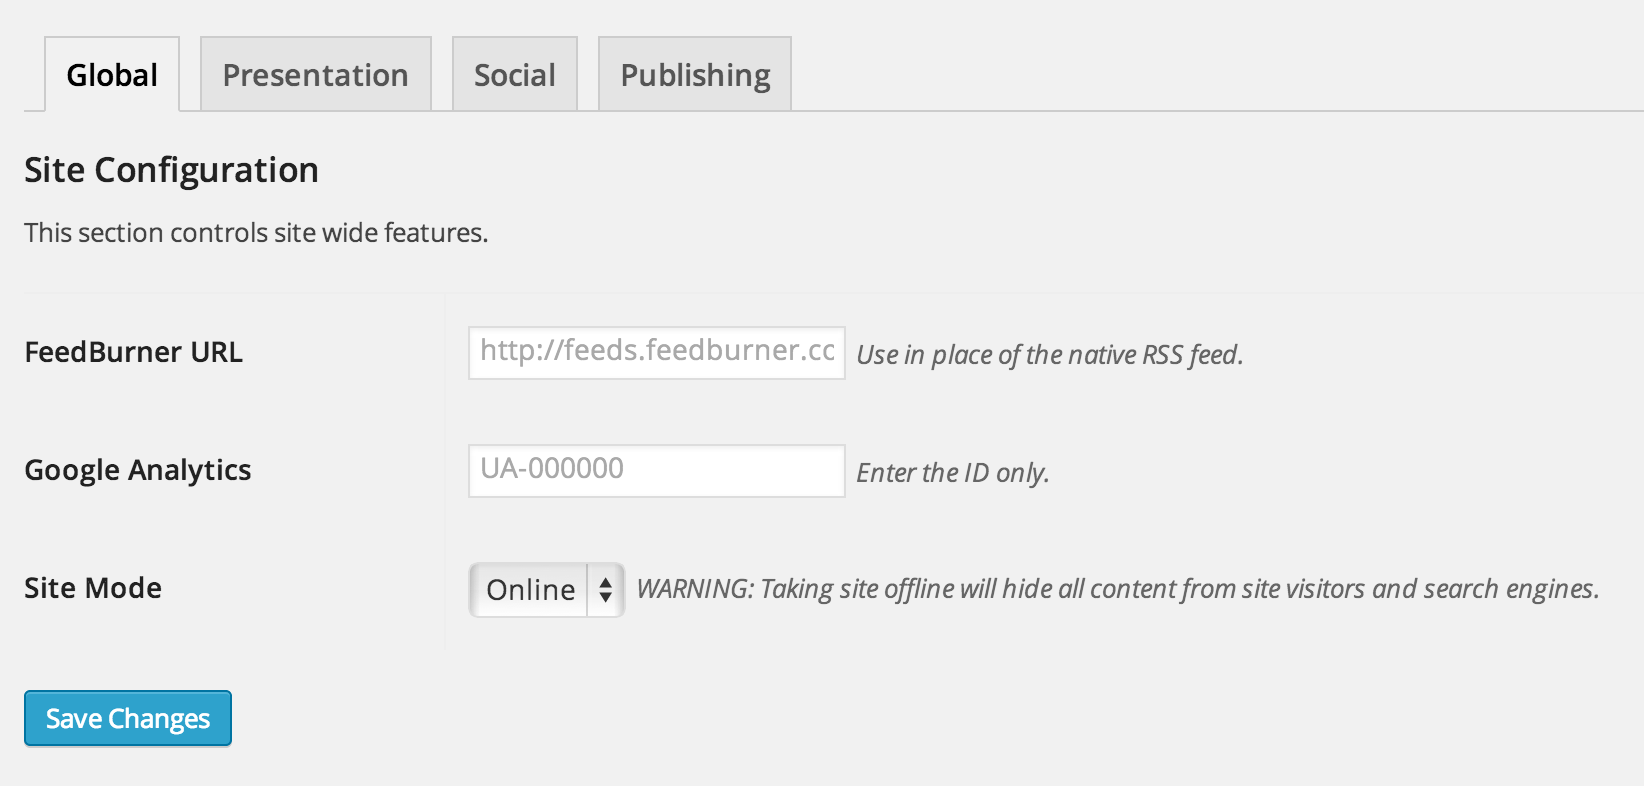 Global Presentation Social Publishing
Site Configuration
This section controls site wide features.
FeedBurner URL http://feeds.feedburner.cc Use in place of the native RSS feed.
Google Analytics UA-000000 Enter the ID only.
Site Mode Online WARNING: Taking site offline will hide all content from site visitors and search engines.
Save Changes